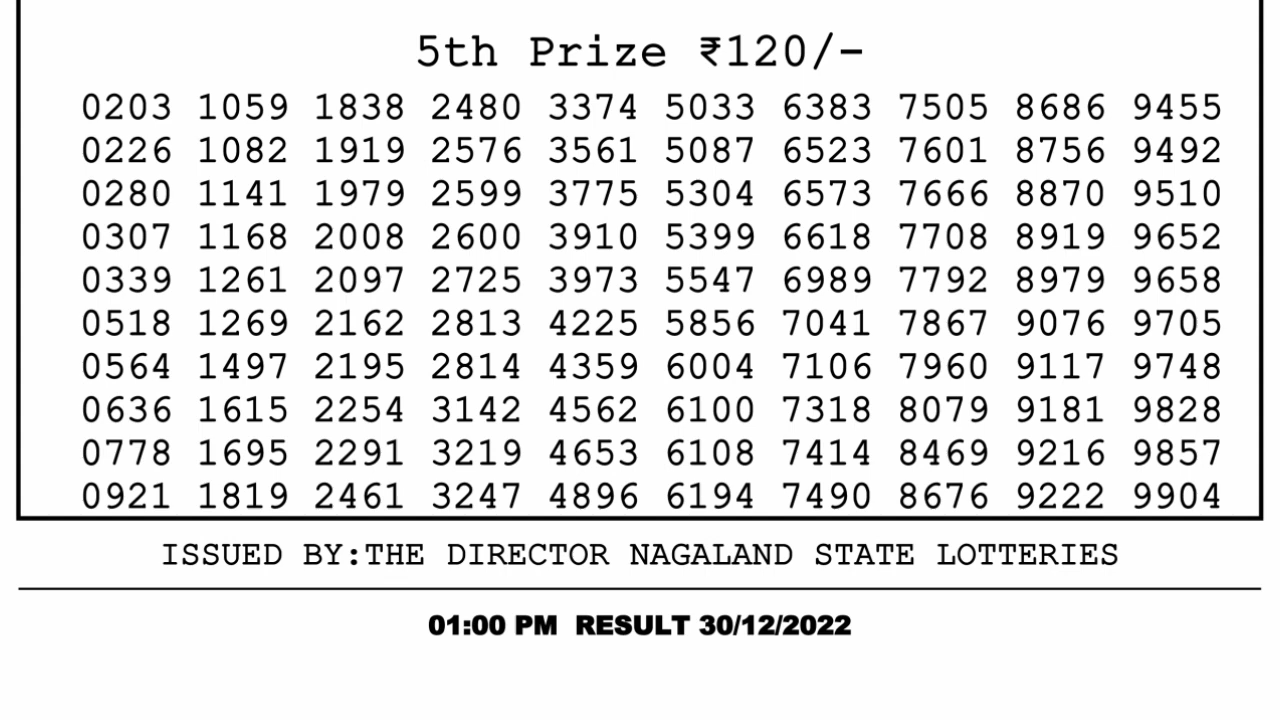 5th Prize ₹120/-
0203 1059 1838 2480 3374 5033 6383 7505 8686 9455
0226 1082 1919 2576 3561 5087 6523 7601 8756 9492
0280 1141 1979 2599 3775 5304 6573 7666 8870 9510
0307 1168 2008 2600 3910 5399 6618 7708 8919 9652
0339 1261 2097 2725 3973 5547 6989 7792 8979 9658
0518 1269 2162 2813 4225 5856 7041 7867 9076 9705
0564 1497 2195 2814 4359 6004 7106 7960 9117 9748
0636 1615 2254 3142 4562 6100 7318 8079 9181 9828
0778 1695 2291 3219 4653 6108 7414 8469 9216 9857
0921 1819 2461 3247 4896 6194 7490 8676 9222 9904
ISSUED BY:THE DIRECTOR NAGALAND STATE LOTTERIES
01:00 PM RESULT 30/12/2022